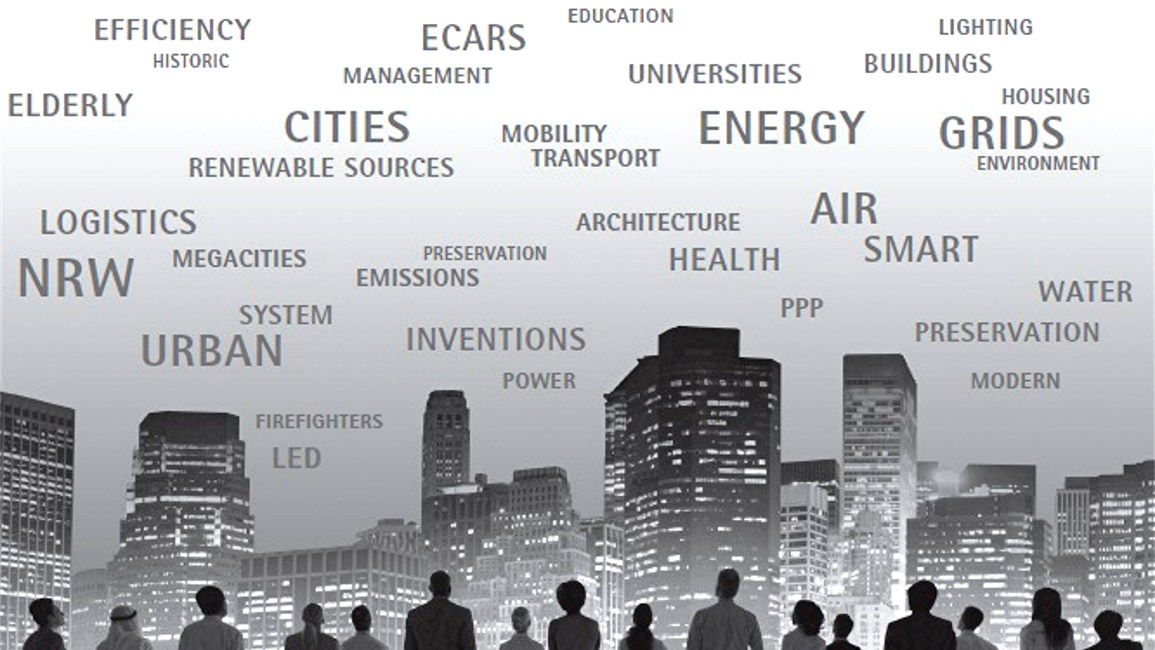 EDUCATION
EFFICIENCY
LIGHTING
ECARS
HISTORIC
BUILDINGS
MANAGEMENT
UNIVERSITIES
HOUSING
ELDERLY
CITIES
ENERGY
MOBILITY
GRIDS
TRANSPORT
ENVIRONMENT
RENEWABLE SOURCES
AIR
LOGISTICS
ARCHITECTURE
SMART
PRESERVATION
MEGACITIES
HEALTH
NRW
EMISSIONS
WATER
PPP
SYSTEM
PRESERVATION
INVENTIONS
URBAN
POWER
MODERN
FIREFIGHTERS
LED